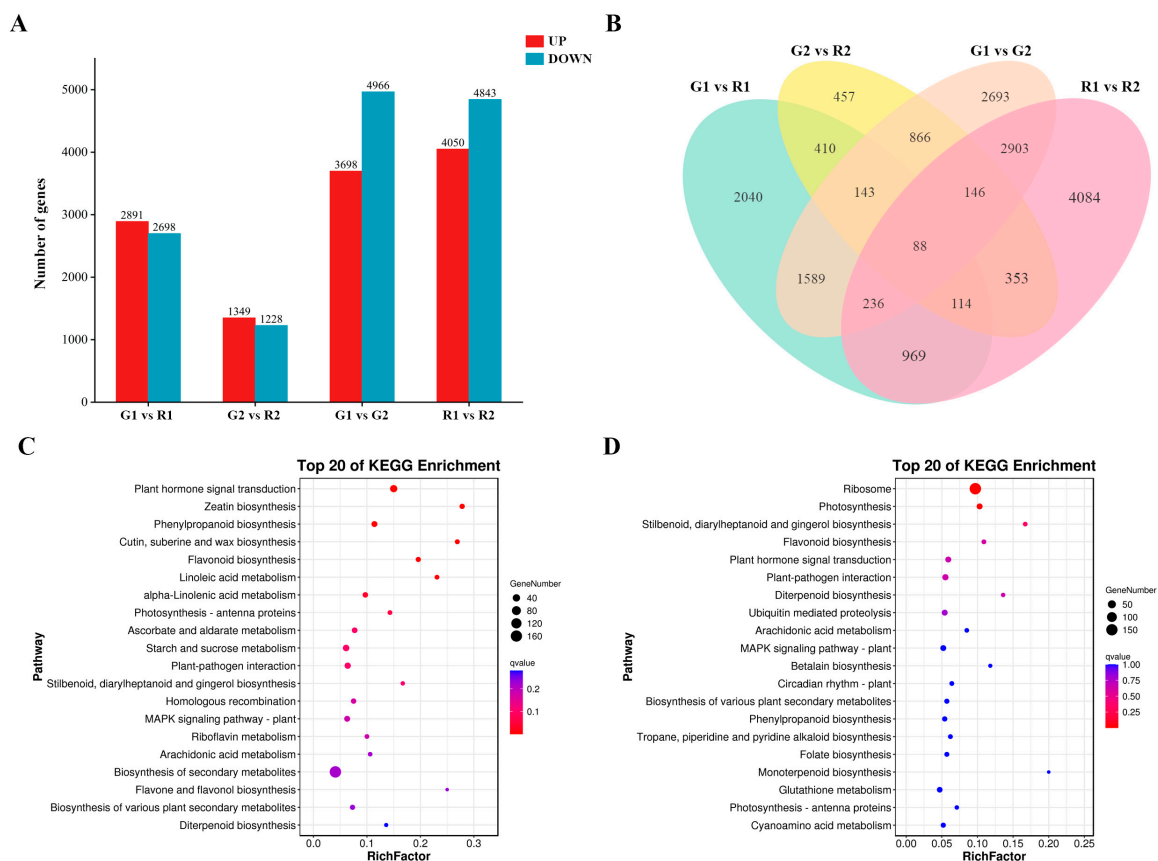 A
UP
DOWN
Number of genes
5000
4000
3000
2000
1000
0
2891
2698
1349
1228
3698
4966
4050
4843
G1 vs R1
G2 vs R2
G1 vs G2
R1 vs R2
B
G2 vs R2
G1 vs G2
G1 vs R1
R1 vs R2
457
2693
410
866
2903
2040
143
146
4084
88
1589
353
236
114
969
C
Top 20 of KEGG Enrichment
Pathway
Plant hormone signal transduction
Zeatin biosynthesis
Phenylpropanoid biosynthesis
Cutin, suberine and wax biosynthesis
Flavonoid biosynthesis
Linoleic acid metabolism
alpha-Linolenic acid metabolism
Photosynthesis - antenna proteins
Ascorbate and aldarate metabolism
Starch and sucrose metabolism
Plant-pathogen interaction
Stilbenoid, diarylheptanoid and gingerol biosynthesis
Homologous recombination
MAPK signaling pathway - plant
Riboflavin metabolism
Arachidonic acid metabolism
Biosynthesis of secondary metabolites
Flavone and flavonol biosynthesis
Biosynthesis of various plant secondary metabolites
Diterpenoid biosynthesis
0.0 0.1 0.2 0.3
RichFactor
GeneNumber
40
80
120
160
qvalue
0.2
0.1
D
Top 20 of KEGG Enrichment
Pathway
Ribosome
Photosynthesis
Stilbenoid, diarylheptanoid and gingerol biosynthesis
Flavonoid biosynthesis
Plant hormone signal transduction
Plant-pathogen interaction
Diterpenoid biosynthesis
Ubiquitin mediated proteolysis
Arachidonic acid metabolism
MAPK signaling pathway - plant
Betalain biosynthesis
Circadian rhythm - plant
Biosynthesis of various plant secondary metabolites
Phenylpropanoid biosynthesis
Tropane, piperidine and pyridine alkaloid biosynthesis
Folate biosynthesis
Monoterpenoid biosynthesis
Glutathione metabolism
Photosynthesis - antenna proteins
Cyanoamino acid metabolism
0.00 0.05 0.10 0.15 0.20 0.25
RichFactor
GeneNumber
50
100
150
qvalue
1.00
0.75
0.50
0.25